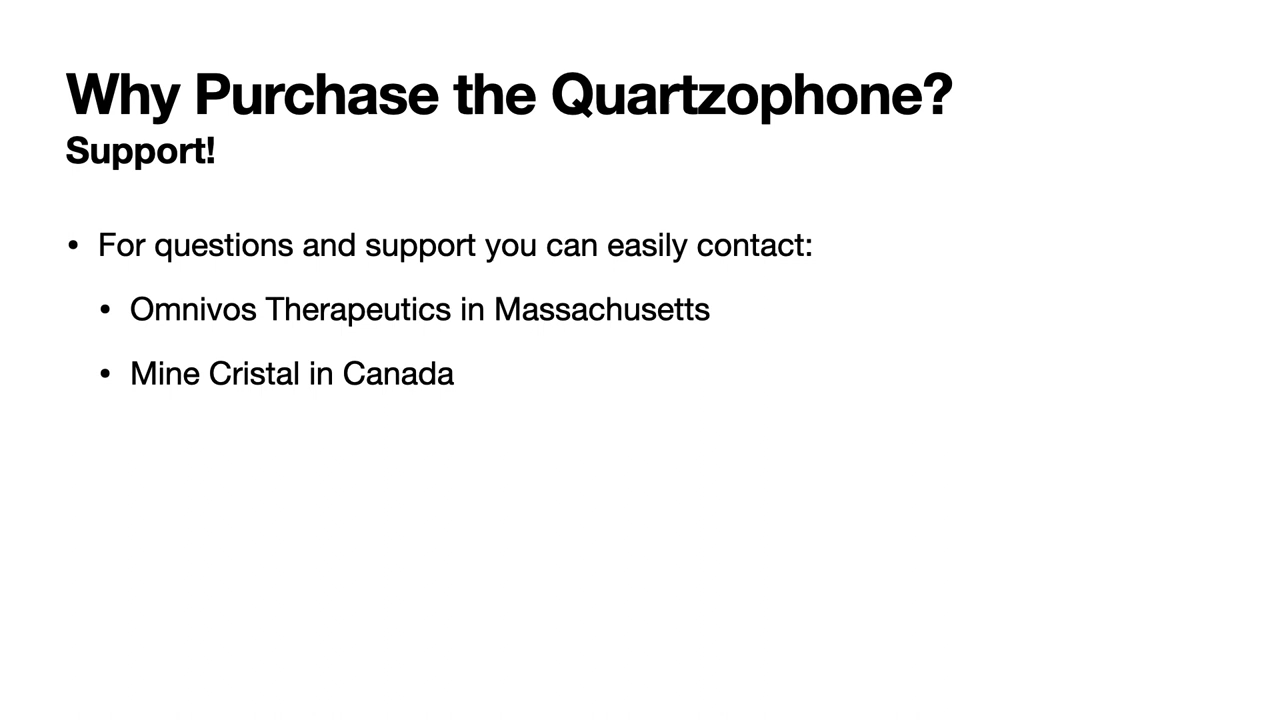 Why Purchase the Quartzophone?
Support!
• For questions and support you can easily contact:
• Omnivos Therapeutics in Massachusetts
• Mine Cristal in Canada